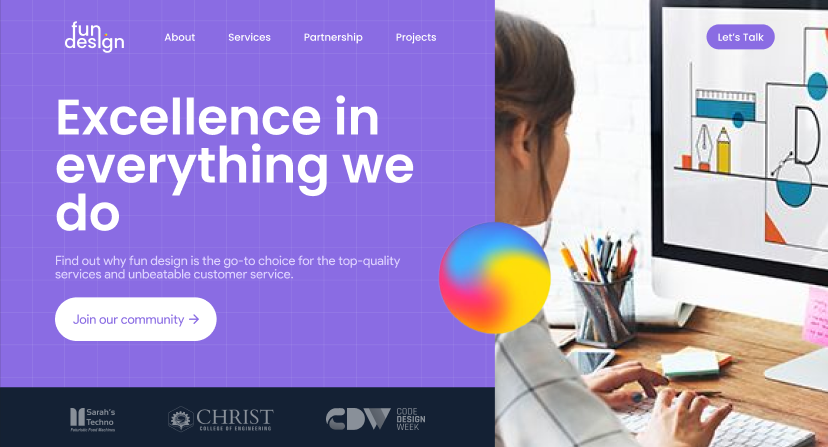 fun
design
About Services Partnership Projects
Let's Talk
Excellence in
everything we
do
Find out why fun design is the go-to choice for the top-quality
services and unbeatable customer service.
Join our community →
Sarah's
Techno
CHRIST
COLLEGE OF ENGINEERING
CDW
CODE
DESIGN
WEEK
D